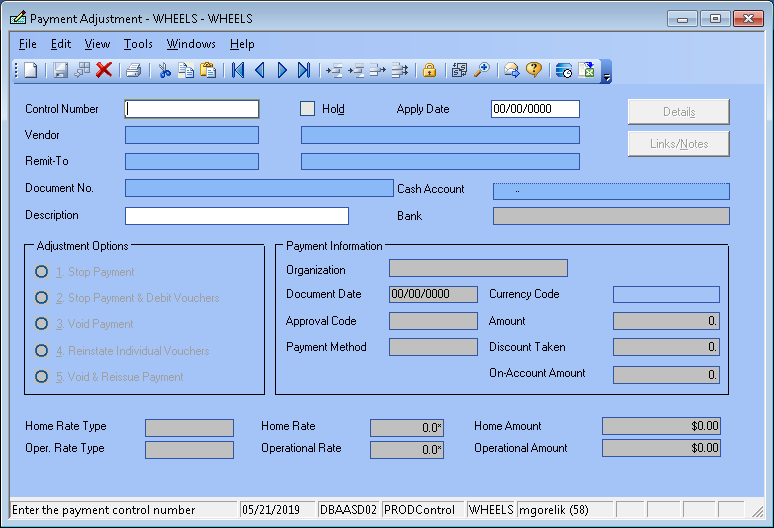 Payment Adjustment - WHEELS - WHEELS
File Edit View Tools Windows Help
Control Number Hold Apply Date 00/00/0000 Details
Vendor Links/Notes
Remit-To
Document No. Cash Account --
Description Bank
Adjustment Options Payment Information
1. Stop Payment Organization
2. Stop Payment & Debit Vouchers Document Date 00/00/0000 Currency Code
3. Void Payment Approval Code Amount 0.
4. Reinstate Individual Vouchers Payment Method Discount Taken 0.
5. Void & Reissue Payment On-Account Amount 0.
Home Rate Type Home Rate 0.0* Home Amount $0.00
Oper. Rate Type Operational Rate 0.0* Operational Amount $0.00
Enter the payment control number 05/21/2019 DBAASD02 PRODControl WHEELS mgorelik (58)